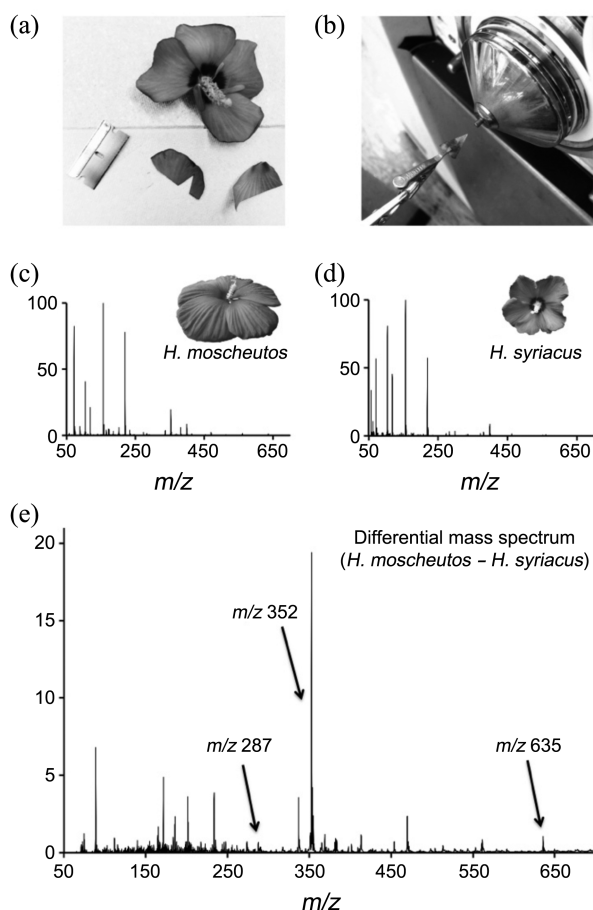 (a)
(b)
(c)
(d)
100
50
0
50
250
450
650
m/z
H. moscheutos
100
50
0
50
250
450
650
m/z
H. syriacus
(e)
Differential mass spectrum
(H. moscheutos – H. syriacus)
20
15
10
5
0
m/z 352
m/z 287
m/z 635
50
150
250
350
450
550
650
m/z